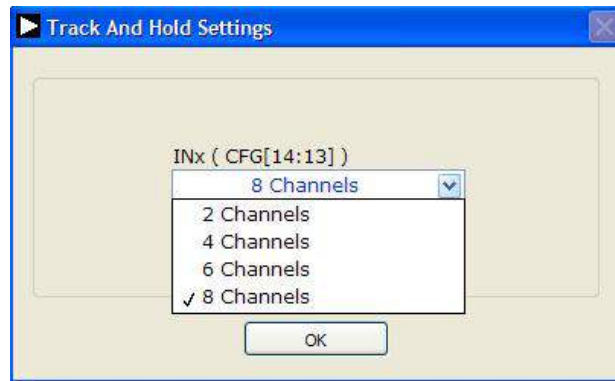 Track And Hold Settings
INx ( CFG[14:13] )
8 Channels
2 Channels
4 Channels
6 Channels
✓ 8 Channels
OK